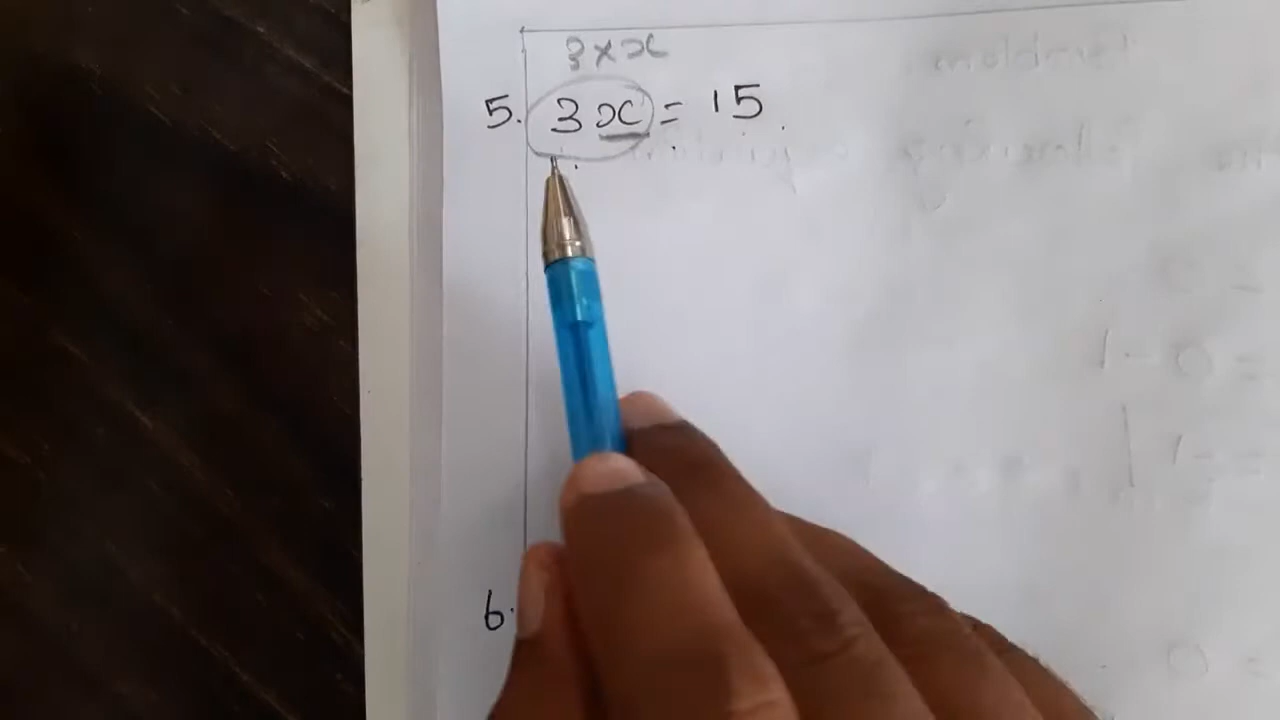 3 × x
5. 3x = 15
6.